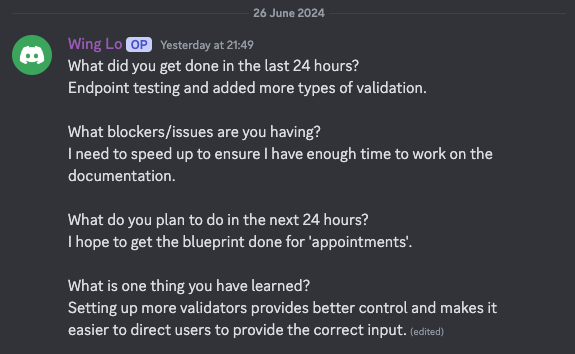 26 June 2024
Wing Lo OP Yesterday at 21:49
What did you get done in the last 24 hours?
Endpoint testing and added more types of validation.
What blockers/issues are you having?
I need to speed up to ensure I have enough time to work on the
documentation.
What do you plan to do in the next 24 hours?
I hope to get the blueprint done for 'appointments'.
What is one thing you have learned?
Setting up more validators provides better control and makes it
easier to direct users to provide the correct input. (edited)